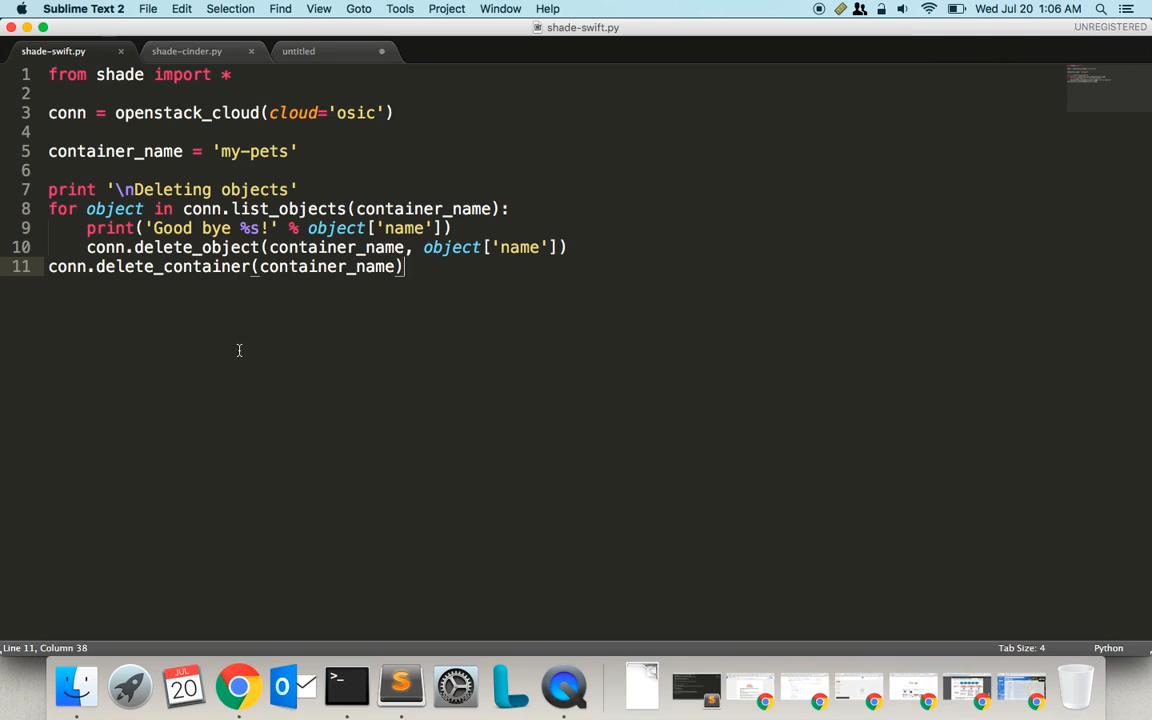 Sublime Text 2 File Edit Selection Find View Goto Tools Project Window Help Wed Jul 20 1:06 AM
shade-swift.py UNREGISTERED
shade-swift.py × shade-cinder.py × untitled
1 from shade import *
2
3 conn = openstack_cloud(cloud='osic')
4
5 container_name = 'my-pets'
6
7 print '\nDeleting objects'
8 for object in conn.list_objects(container_name):
9 print('Good bye %s!' % object['name'])
10 conn.delete_object(container_name, object['name'])
11 conn.delete_container(container_name)
Line 11, Column 38 Tab Size: 4 Python
JUL
20
>_